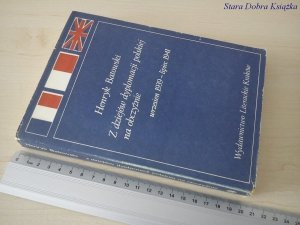 Stara Dobra Książka
Henryk Batowski
Z dziejów dyplomacji polskiej
na obczyźnie
wrzesień 1939 - lipiec 1941
Wydawnictwo Literackie Kraków